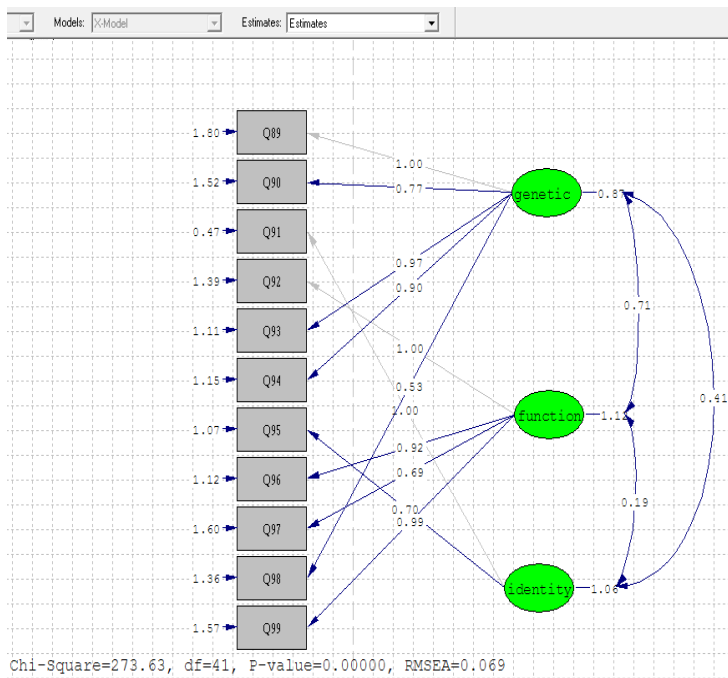 Models: X-Model Estimates: Estimates
1.80 Q89
1.00
1.52 Q90
0.77
genetic 0.87
0.47 Q91
1.39 Q92
0.97
0.90
0.71
1.11 Q93
1.00
1.15 Q94
0.53
0.41
1.00
function 1.12
1.07 Q95
0.92
0.69
1.12 Q96
0.19
0.70
0.99
1.60 Q97
1.36 Q98
identity 1.06
1.57 Q99
Chi-Square=273.63, df=41, P-value=0.00000, RMSEA=0.069